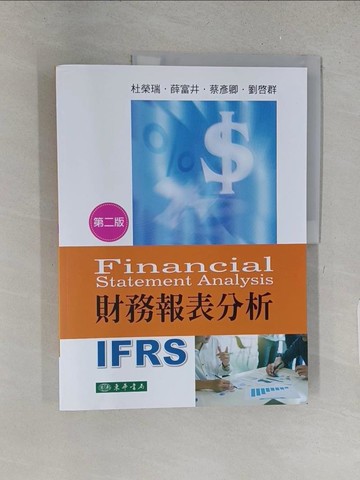 杜榮瑞‧薛富井‧蔡彥卿‧劉啓群
第二版
Financial
Statement Analysis
財務報表分析
IFRS
東華書局